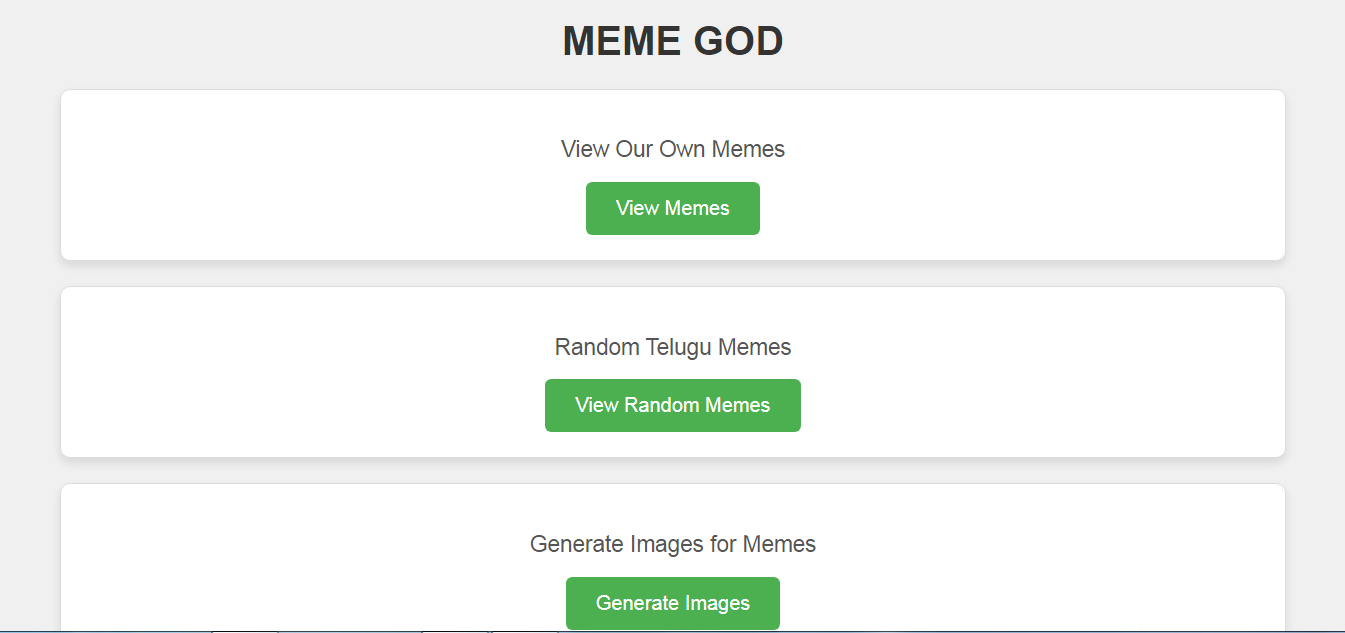 MEME GOD
View Our Own Memes
View Memes
Random Telugu Memes
View Random Memes
Generate Images for Memes
Generate Images